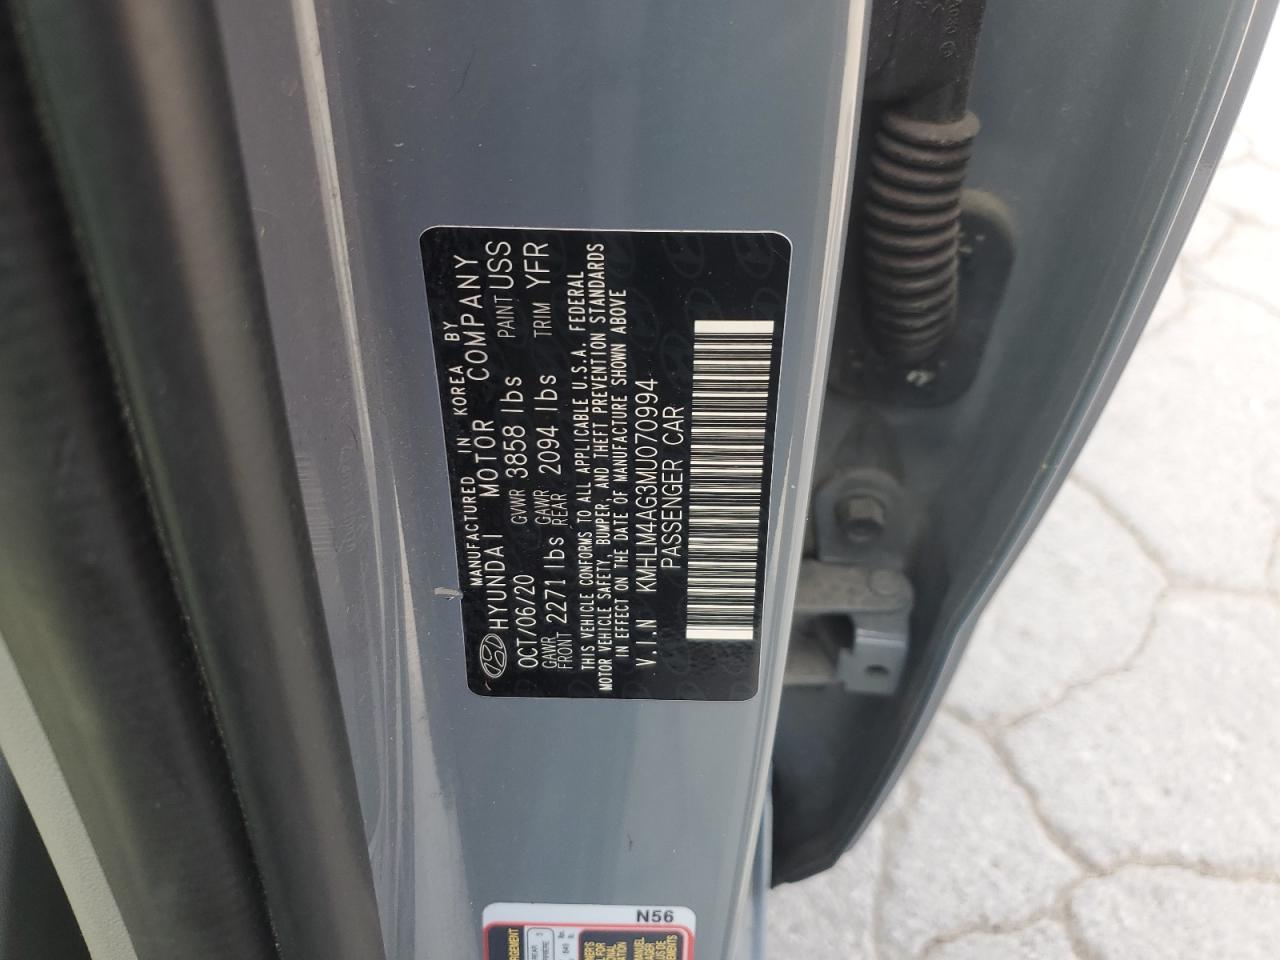 MANUFACTURED IN KOREA BY
HYUNDAI MOTOR COMPANY
OCT/06/20 GVWR 3858 lbs PAINT USS
GAWR FRONT 2271 lbs GAWR REAR 2094 lbs TRIM YFR
THIS VEHICLE CONFORMS TO ALL APPLICABLE U.S.A. FEDERAL
MOTOR VEHICLE SAFETY, BUMPER, AND THEFT PREVENTION STANDARDS
IN EFFECT ON THE DATE OF MANUFACTURE SHOWN ABOVE
V.I.N KMHLM4AG3MU070994
PASSENGER CAR
N56